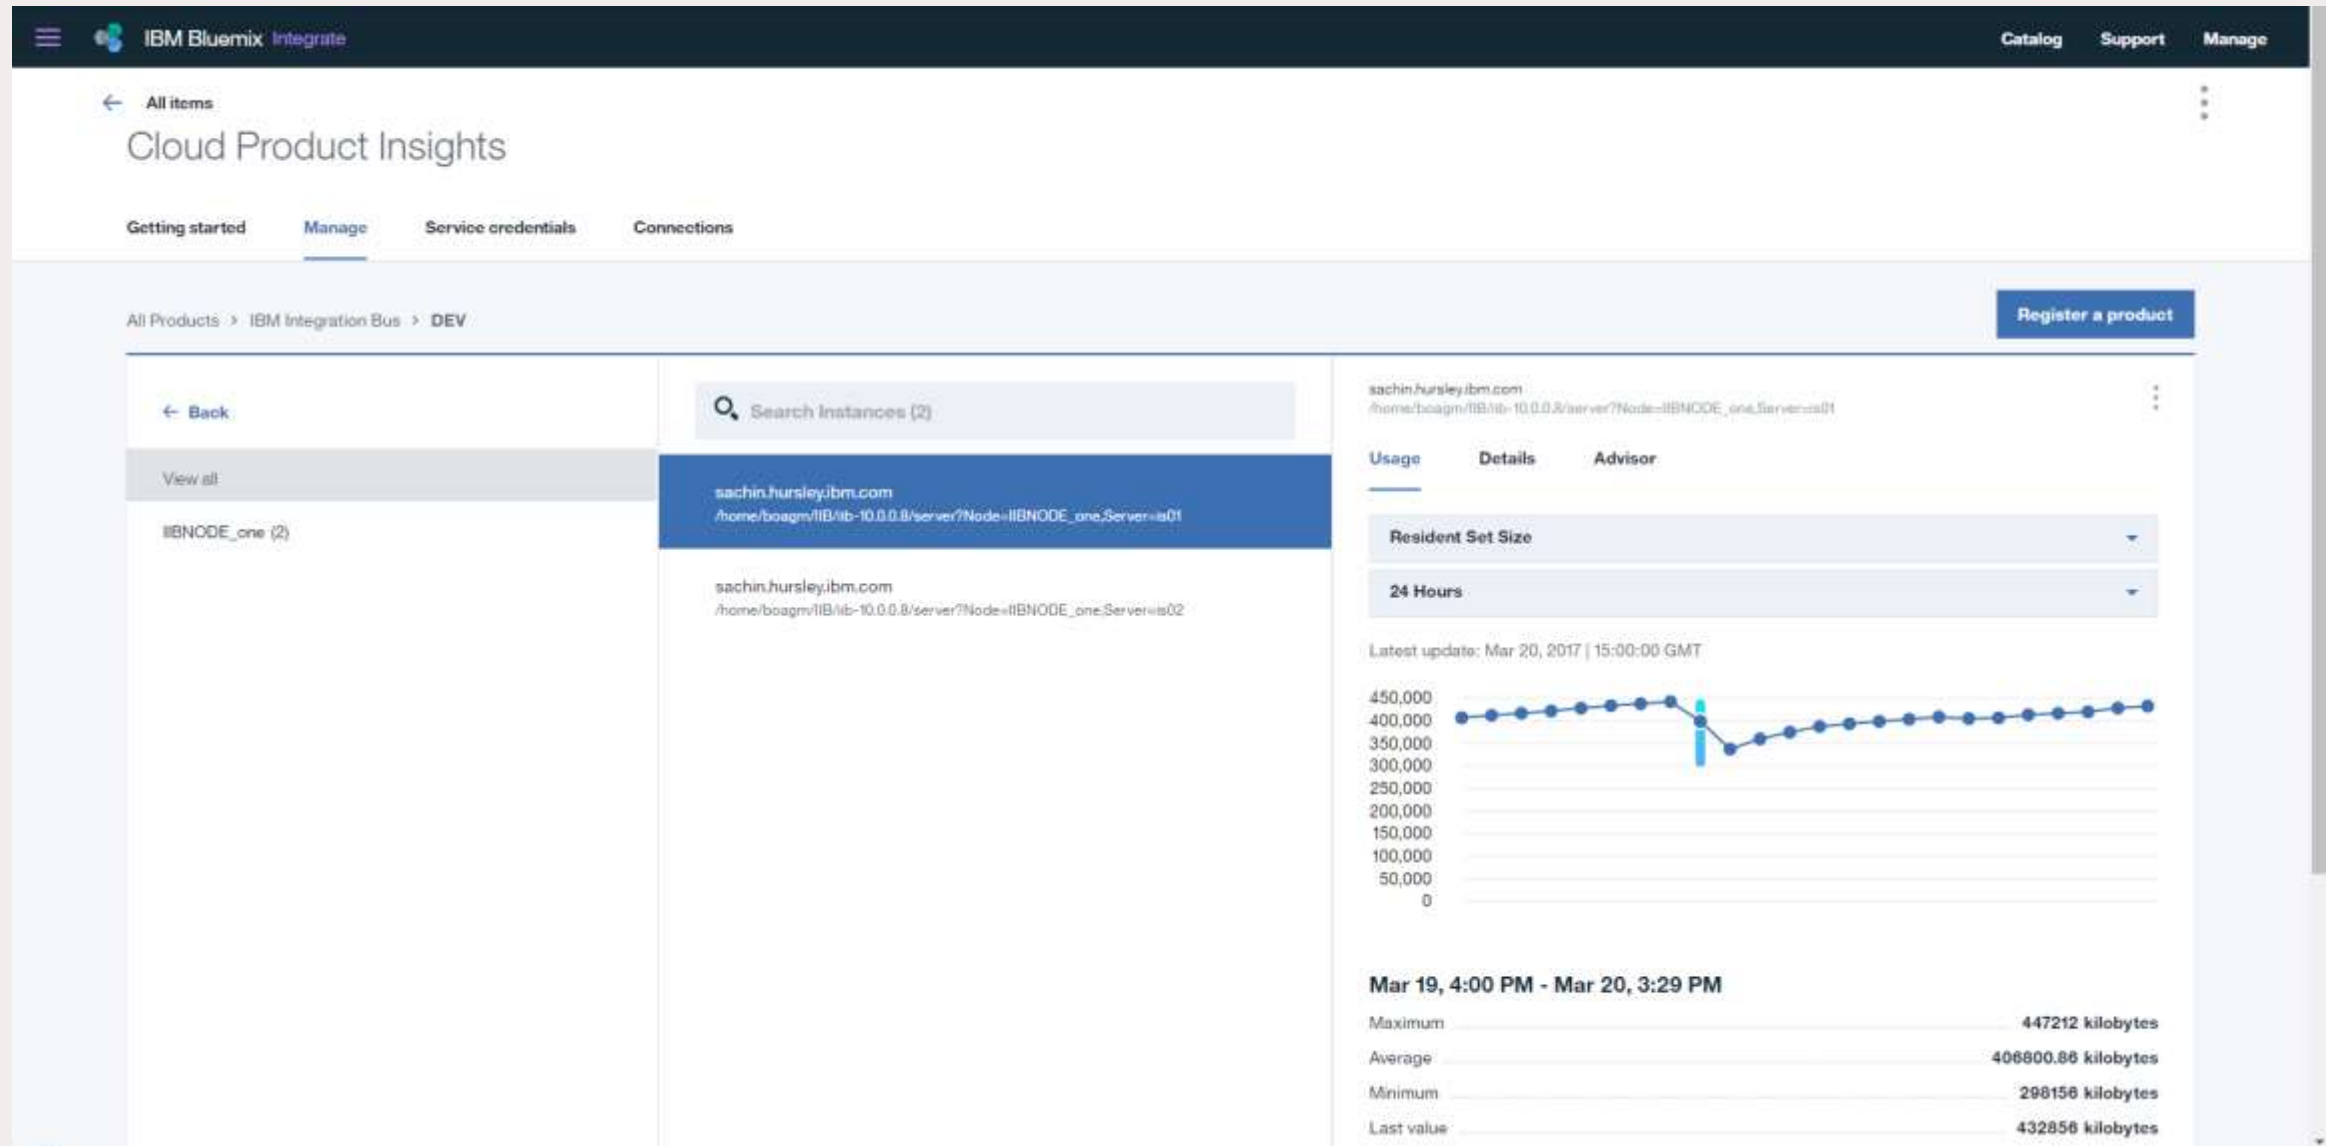 IBM Bluemix Integrate
Catalog Support Manage
All items
Cloud Product Insights
Getting started Manage Service credentials Connections
All Products > IBM Integration Bus > DEV
Register a product
← Back
View all
IIBNODE_one (2)
Search Instances (2)
sachin.hursley.ibm.com
/home/boagm/IIB/iib-10.0.0.8/server?Node=IIBNODE_one,Server=is01
sachin.hursley.ibm.com
/home/boagm/IIB/iib-10.0.0.8/server?Node=IIBNODE_one,Server=is02
sachin.hursley.ibm.com
/home/boagm/IIB/iib-10.0.0.8/server?Node=IIBNODE_one,Server=is01
Usage Details Advisor
Resident Set Size
24 Hours
Latest update: Mar 20, 2017 | 15:00:00 GMT
450,000
400,000
350,000
300,000
250,000
200,000
150,000
100,000
50,000
0
Mar 19, 4:00 PM - Mar 20, 3:29 PM
Maximum 447212 kilobytes
Average 406800.86 kilobytes
Minimum 298156 kilobytes
Last value 432856 kilobytes